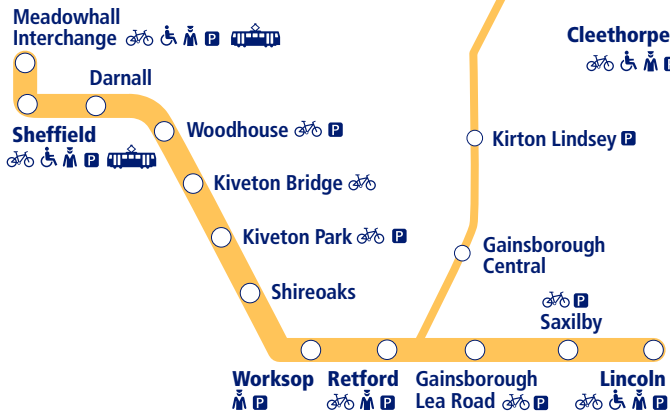 Meadowhall
Interchange P
Cleethorpe
P
Darnall
Sheffield
P
Woodhouse P
Kirton Lindsey P
Kiveton Bridge
Kiveton Park P
Gainsborough
Central
Shireoaks
P
Saxilby
Worksop
P
Retford
P
Gainsborough
Lea Road P
Lincoln
P